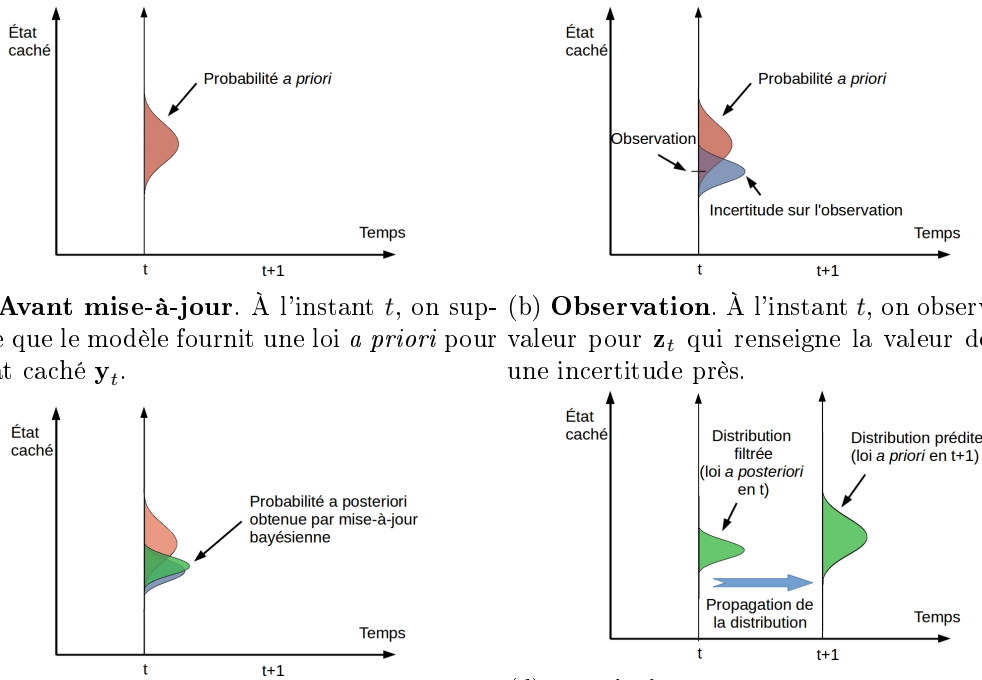 État
caché
Probabilité a priori
Temps
t
t+1
État
caché
Probabilité a priori
Observation
Incertitude sur l'observation
Temps
t
t+1
Avant mise-à-jour. À l'instant t, on sup-
e que le modèle fournit une loi a priori pour
at caché y_t.
(b) Observation. À l'instant t, on observ
valeur pour z_t qui renseigne la valeur d
une incertitude près.
État
caché
Probabilité a posteriori
obtenue par mise-à-jour
bayésienne
Temps
t
t+1
État
caché
Distribution
filtrée
(loi a posteriori
en t)
Distribution prédite
(loi a priori en t+1)
Propagation de
la distribution
Temps
t
t+1